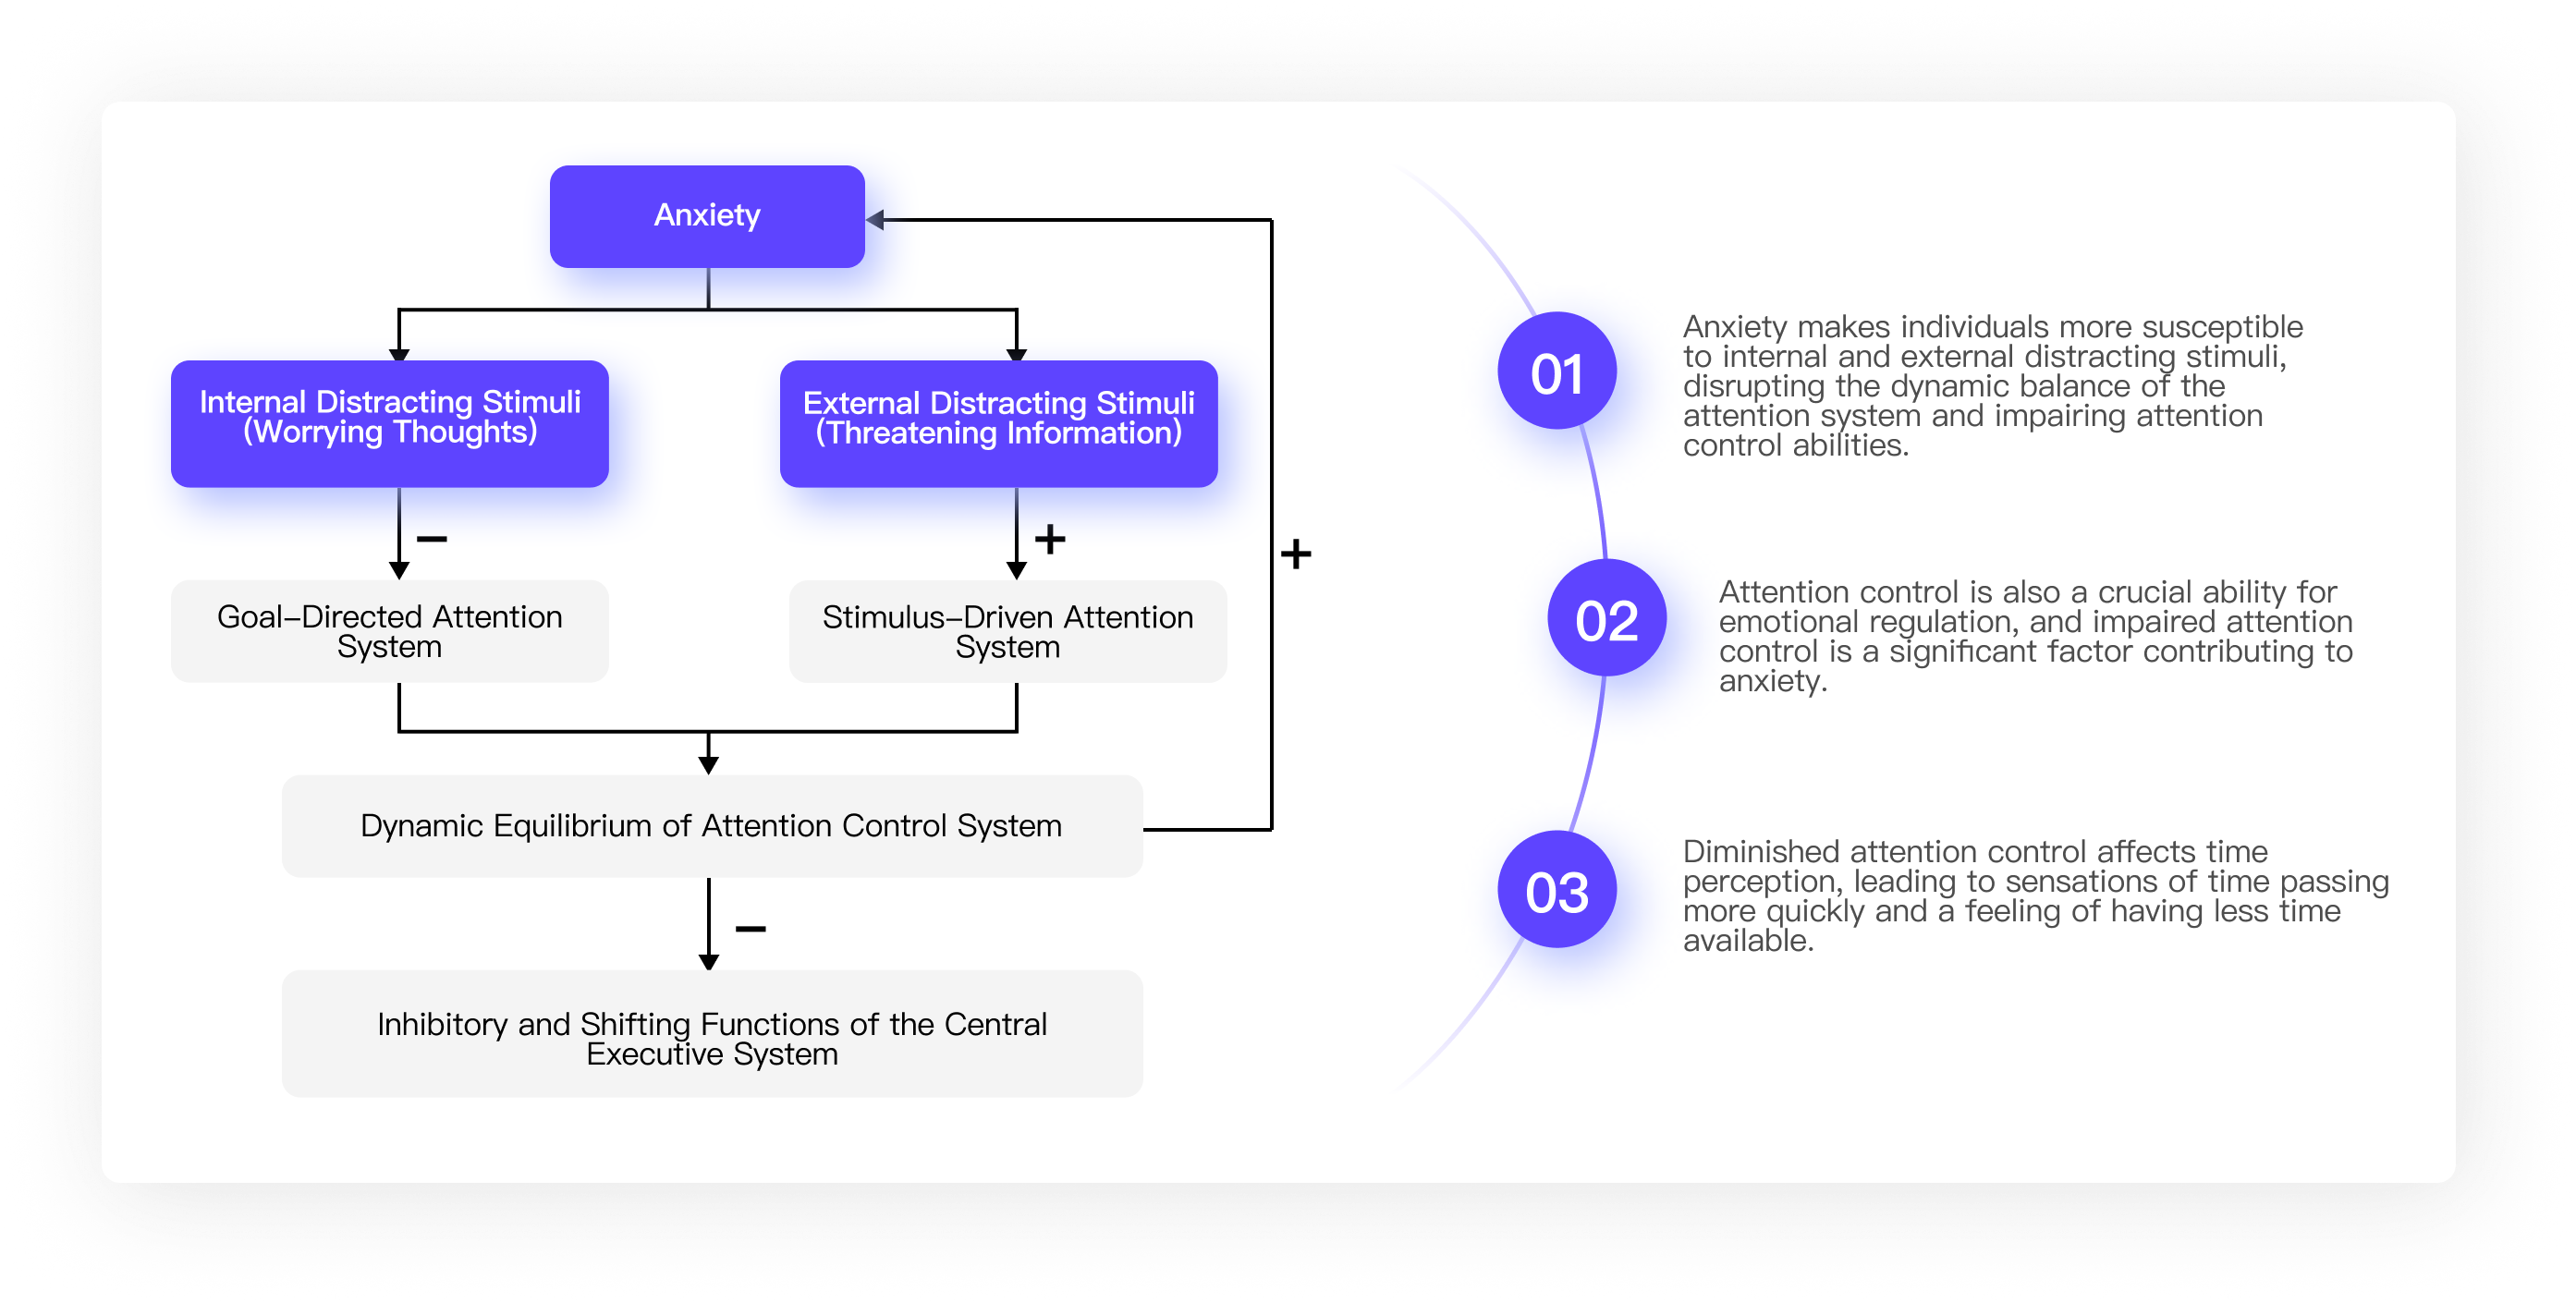 Anxiety
Internal Distracting Stimuli
(Worrying Thoughts)
External Distracting Stimuli
(Threatening Information)
−
+
+
Goal–Directed Attention
System
Stimulus–Driven Attention
System
Dynamic Equilibrium of Attention Control System
−
Inhibitory and Shifting Functions of the Central
Executive System
01
Anxiety makes individuals more susceptible
to internal and external distracting stimuli,
disrupting the dynamic balance of the
attention system and impairing attention
control abilities.
02
Attention control is also a crucial ability for
emotional regulation, and impaired attention
control is a significant factor contributing to
anxiety.
03
Diminished attention control affects time
perception, leading to sensations of time passing
more quickly and a feeling of having less time
available.